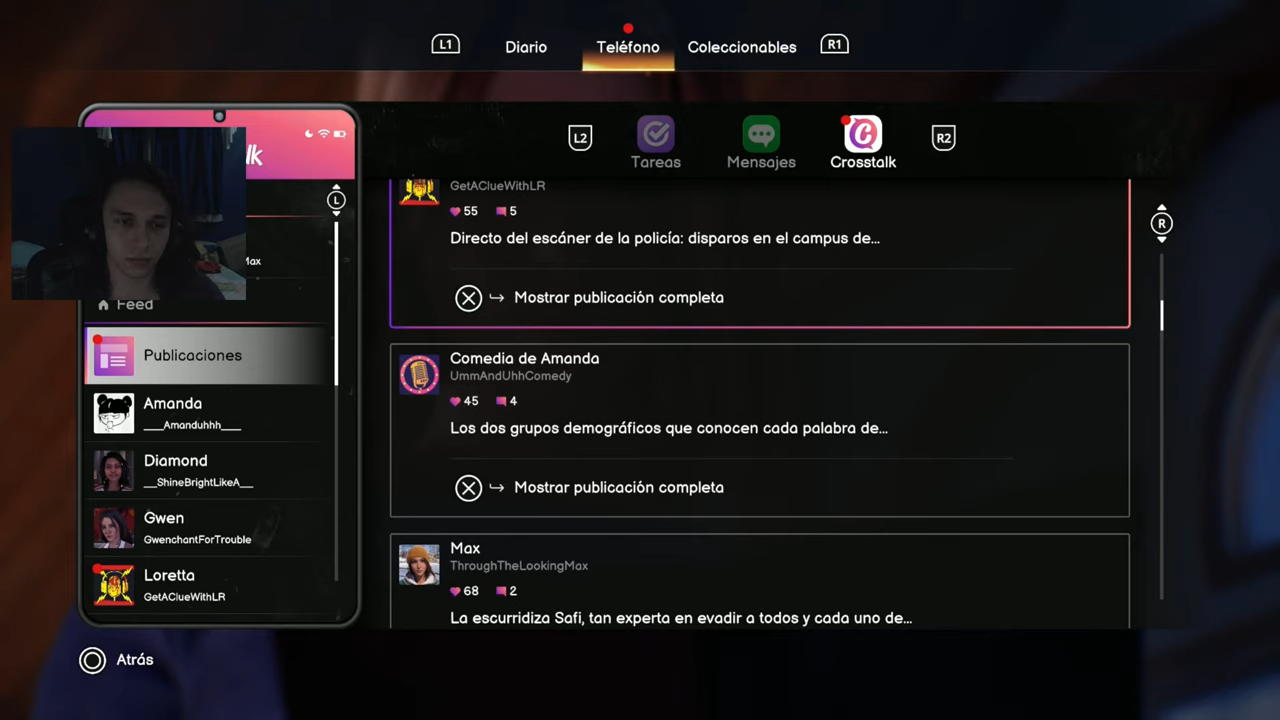 L1
Diario
Teléfono
Coleccionables
R1
L2
Tareas
Mensajes
Crosstalk
R2
lk
L
Max
Feed
Publicaciones
Amanda
___Amanduhhh___
Diamond
__ShineBrightLikeA__
Gwen
GwenchantForTrouble
Loretta
GetAClueWithLR
GetAClueWithLR
55 5
Directo del escáner de la policía: disparos en el campus de...
Mostrar publicación completa
Comedia de Amanda
UmmAndUhhComedy
45 4
Los dos grupos demográficos que conocen cada palabra de...
Mostrar publicación completa
Max
ThroughTheLookingMax
68 2
La escurridiza Safi, tan experta en evadir a todos y cada uno de...
R
Atrás